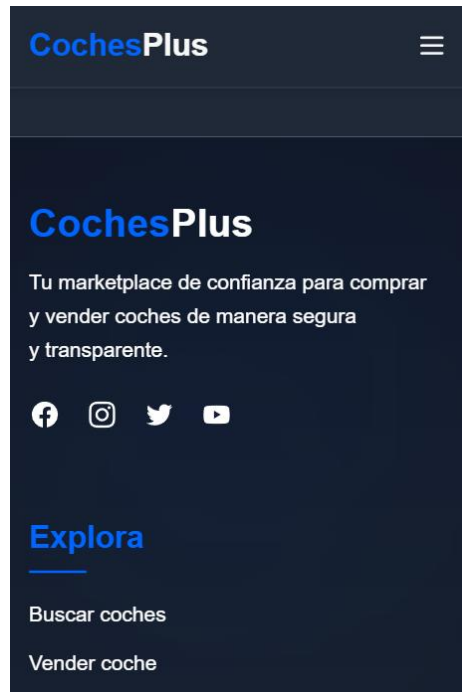 CochesPlus
CochesPlus
Tu marketplace de confianza para comprar
y vender coches de manera segura
y transparente.
Explora
Buscar coches
Vender coche